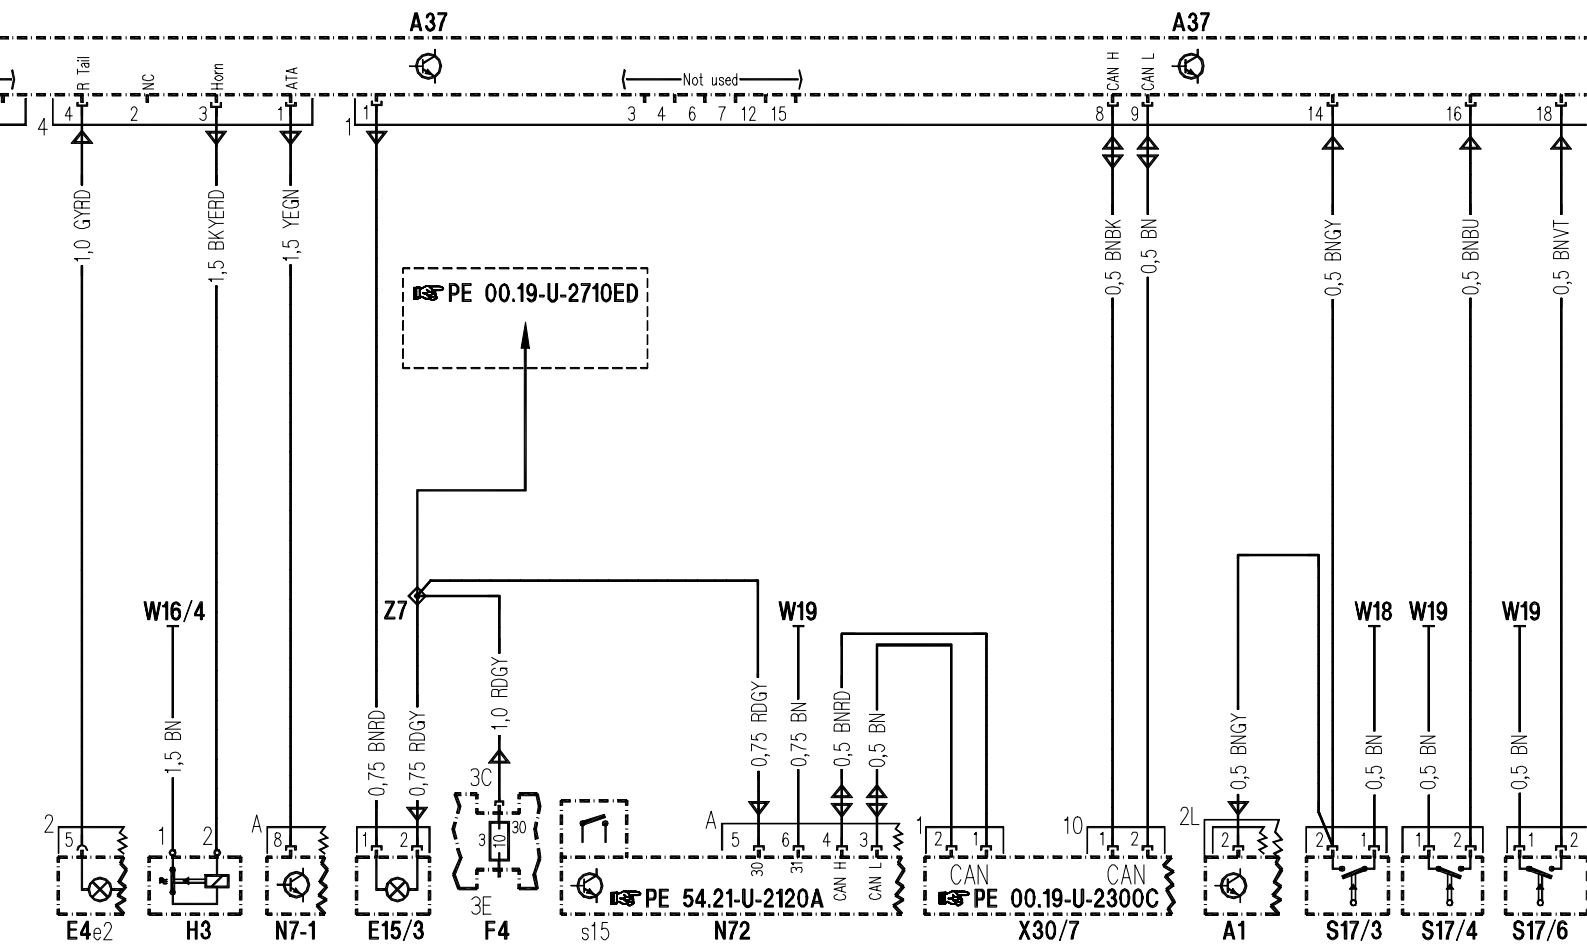 A37 A37
R Tail NC Horn ATA Not used CAN H CAN L
4 2 3 1 1 3 4 6 7 12 15 8 9 14 16 18
4 1
1,0 GYRD 1,5 BKYERD 1,5 YEGN 0,5 BNBK 0,5 BN 0,5 BNGY 0,5 BNBU 0,5 BNVT
PE 00.19-U-2710ED
W16/4 Z7 W19 W18 W19 W19
1,5 BN 0,75 BNRD 0,75 RDGY 1,0 RDGY 0,75 RDGY 0,75 BN 0,5 BNRD 0,5 BN 0,5 BNGY 0,5 BN 0,5 BN 0,5 BN
3C
2 A A 1 10 2L
5 1 2 8 1 2 3 10 30 5 6 4 3 2 1 1 2 2 2 1 1 2 1 2
30 31 CAN H CAN L CAN CAN
PE 54.21-U-2120A PE 00.19-U-2300C
3E
E4e2 H3 N7-1 E15/3 F4 s15 N72 X30/7 A1 S17/3 S17/4 S17/6